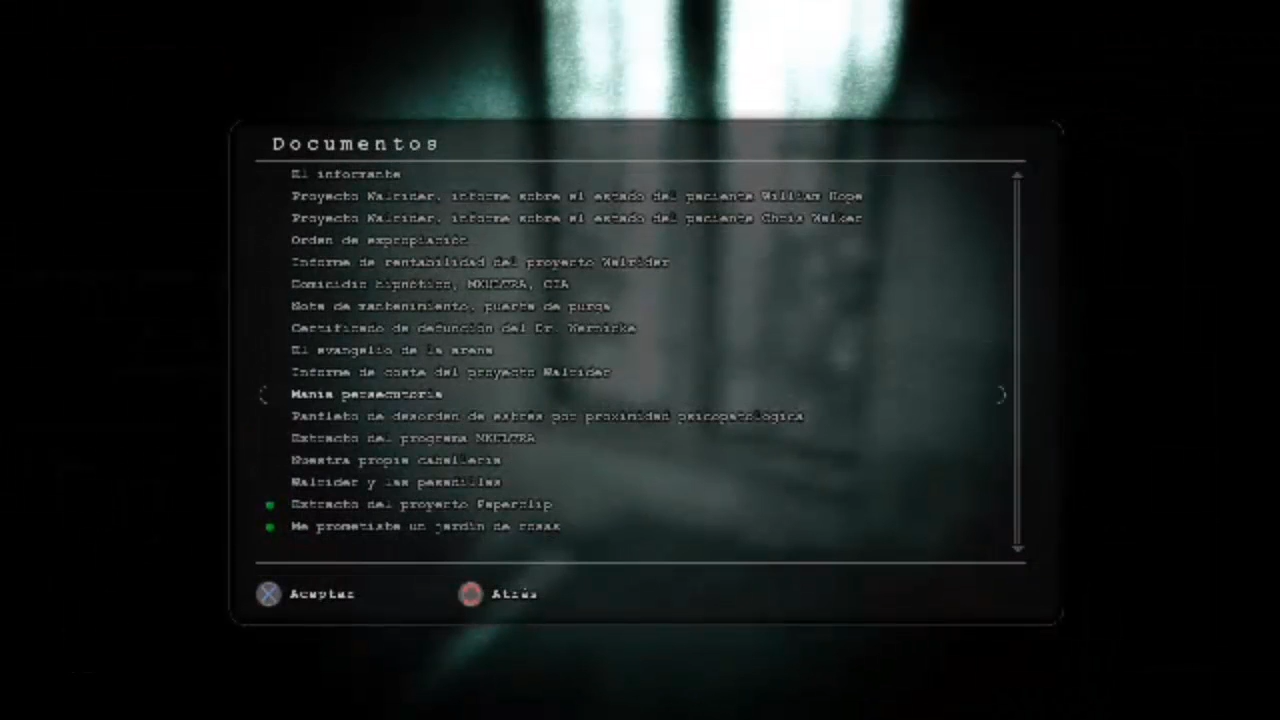 Documentos
El informante
Proyecto Walrider, informe sobre el estado del paciente William Hope
Proyecto Walrider, informe sobre el estado del paciente Chris Walker
Orden de expropiación
Informe de rentabilidad del proyecto Walrider
Homicidio hipnótico, MKULTRA, CIA
Nota de mantenimiento, puerta de purga
Certificado de defunción del Dr. Wernicke
El evangelio de la arena
Informe de coste del proyecto Walrider
Manía persecutoria
Panfleto de desorden de estrés por proximidad psicopatológica
Extracto del programa MKULTRA
Nuestra propia camillería
Walrider y las pesadillas
Extracto del proyecto Paperclip
Me prometiste un jardín de rosas
Aceptar
Atrás